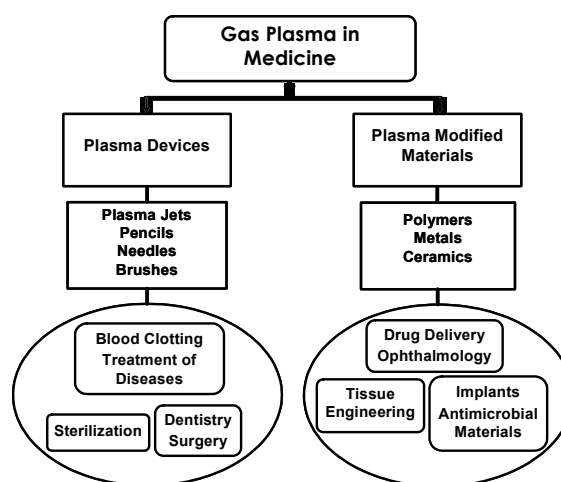 Gas Plasma in
Medicine
Plasma Devices
Plasma Modified
Materials
Plasma Jets
Pencils
Needles
Brushes
Polymers
Metals
Ceramics
Blood Clotting
Treatment of
Diseases
Sterilization
Dentistry
Surgery
Drug Delivery
Ophthalmology
Tissue
Engineering
Implants
Antimicrobial
Materials